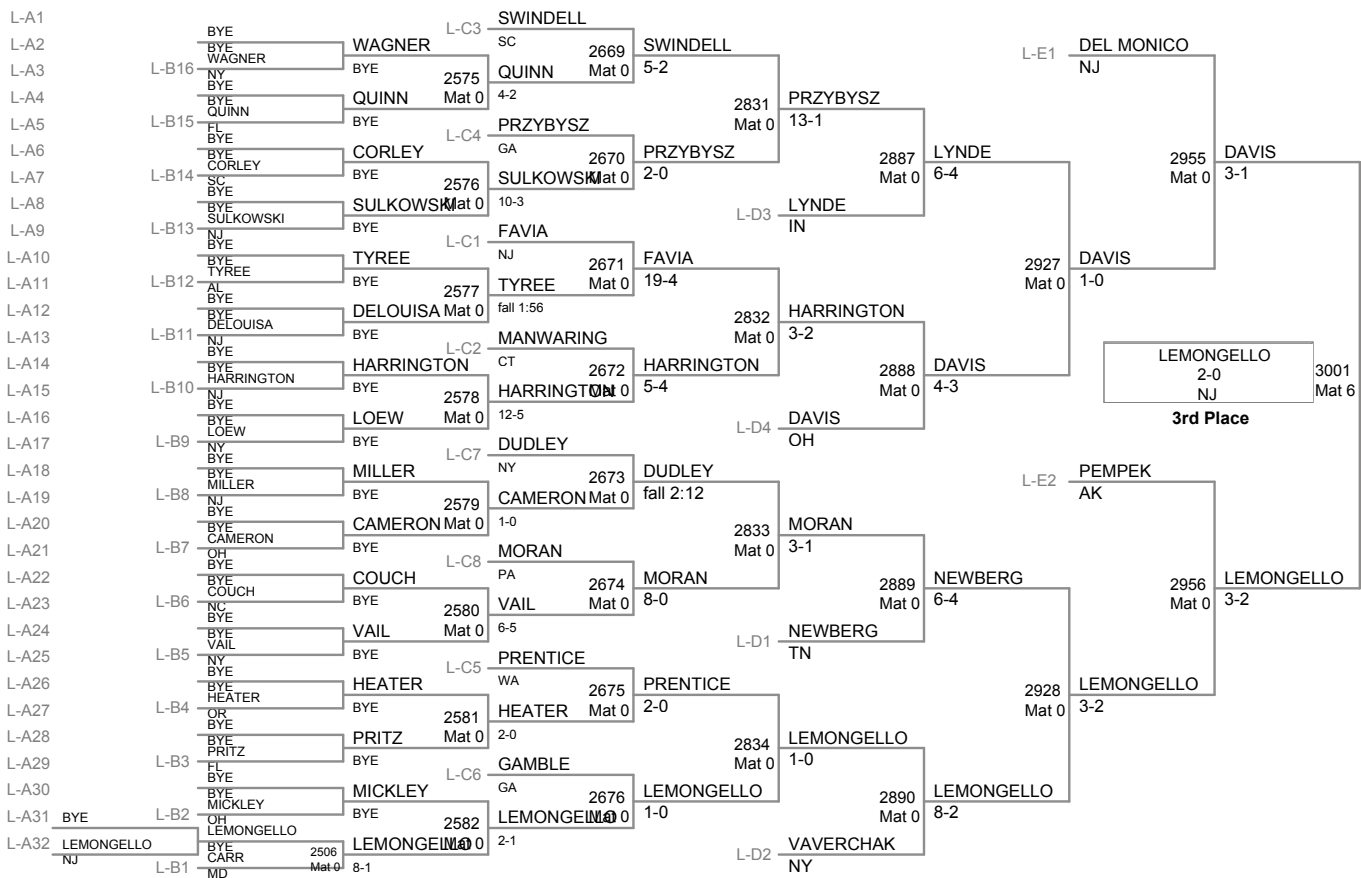 L-A1
L-A2
L-A3
L-A4
L-A5
L-A6
L-A7
L-A8
L-A9
L-A10
L-A11
L-A12
L-A13
L-A14
L-A15
L-A16
L-A17
L-A18
L-A19
L-A20
L-A21
L-A22
L-A23
L-A24
L-A25
L-A26
L-A27
L-A28
L-A29
L-A30
L-A31
BYE
L-A32
LEMONGELLO
NJ
BYE
BYE
L-B16
WAGNER
NY
BYE
BYE
L-B15
QUINN
FL
BYE
BYE
L-B14
CORLEY
SC
BYE
BYE
L-B13
SULKOWSKI
NJ
BYE
BYE
L-B12
TYREE
AL
BYE
BYE
L-B11
DELOUISA
NJ
BYE
BYE
L-B10
HARRINGTON
NJ
BYE
BYE
L-B9
LOEW
NY
BYE
BYE
L-B8
MILLER
NJ
BYE
BYE
L-B7
CAMERON
OH
BYE
BYE
L-B6
COUCH
NC
BYE
BYE
L-B5
VAIL
NY
BYE
BYE
L-B4
HEATER
OR
BYE
BYE
L-B3
PRITZ
FL
BYE
BYE
L-B2
MICKLEY
OH
LEMONGELLO
BYE
L-B1
CARR
MD
2506
Mat 0
WAGNER
BYE
2575
Mat 0
QUINN
BYE
CORLEY
BYE
2576
Mat 0
SULKOWSKI
BYE
TYREE
BYE
2577
Mat 0
DELOUISA
BYE
HARRINGTON
BYE
2578
Mat 0
LOEW
BYE
MILLER
BYE
2579
Mat 0
CAMERON
BYE
COUCH
BYE
2580
Mat 0
VAIL
BYE
HEATER
BYE
2581
Mat 0
PRITZ
BYE
MICKLEY
BYE
2582
Mat 0
LEMONGELLO
8-1
L-C3
SWINDELL
SC
2669
Mat 0
QUINN
4-2
L-C4
PRZYBYSZ
GA
2670
Mat 0
SULKOWSKI
10-3
L-C1
FAVIA
NJ
2671
Mat 0
TYREE
fall 1:56
L-C2
MANWARING
CT
2672
Mat 0
HARRINGTON
12-5
L-C7
DUDLEY
NY
2673
Mat 0
CAMERON
1-0
L-C8
MORAN
PA
2674
Mat 0
VAIL
6-5
L-C5
PRENTICE
WA
2675
Mat 0
HEATER
2-0
L-C6
GAMBLE
GA
2676
Mat 0
LEMONGELLO
2-1
SWINDELL
5-2
2831
Mat 0
PRZYBYSZ
2-0
FAVIA
19-4
2832
Mat 0
HARRINGTON
5-4
DUDLEY
fall 2:12
2833
Mat 0
MORAN
8-0
PRENTICE
2-0
2834
Mat 0
LEMONGELLO
1-0
PRZYBYSZ
13-1
2887
Mat 0
L-D3
LYNDE
IN
HARRINGTON
3-2
2888
Mat 0
L-D4
DAVIS
OH
MORAN
3-1
2889
Mat 0
L-D1
NEWBERG
TN
LEMONGELLO
1-0
2890
Mat 0
L-D2
VAVERCHAK
NY
LYNDE
6-4
2927
Mat 0
DAVIS
4-3
NEWBERG
6-4
2928
Mat 0
LEMONGELLO
8-2
L-E1
DEL MONICO
NJ
2955
Mat 0
DAVIS
1-0
L-E2
PEMPEK
AK
2956
Mat 0
LEMONGELLO
3-2
DAVIS
3-1
LEMONGELLO
2-0
NJ
3001
Mat 6
3rd Place
LEMONGELLO
3-2